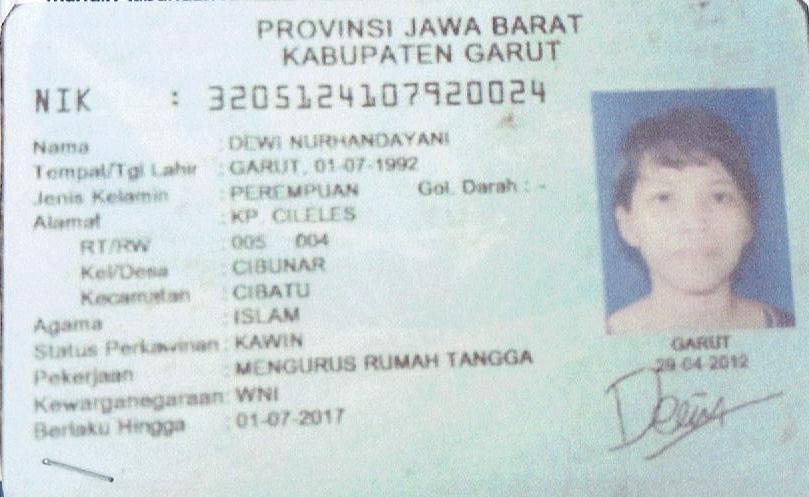 PROVINSI JAWA BARAT
KABUPATEN GARUT
NIK : 3205124107920024
Nama : DEWI NURHANDAYANI
Tempat/Tgl Lahir : GARUT, 01-07-1992
Jenis Kelamin : PEREMPUAN Gol. Darah : -
Alamat : KP. CILELES
RT/RW : 005 004
Kel/Desa : CIBUNAR
Kecamatan : CIBATU
Agama : ISLAM
Status Perkawinan : KAWIN
Pekerjaan : MENGURUS RUMAH TANGGA
Kewarganegaraan : WNI
Berlaku Hingga : 01-07-2017
GARUT
29-04-2012